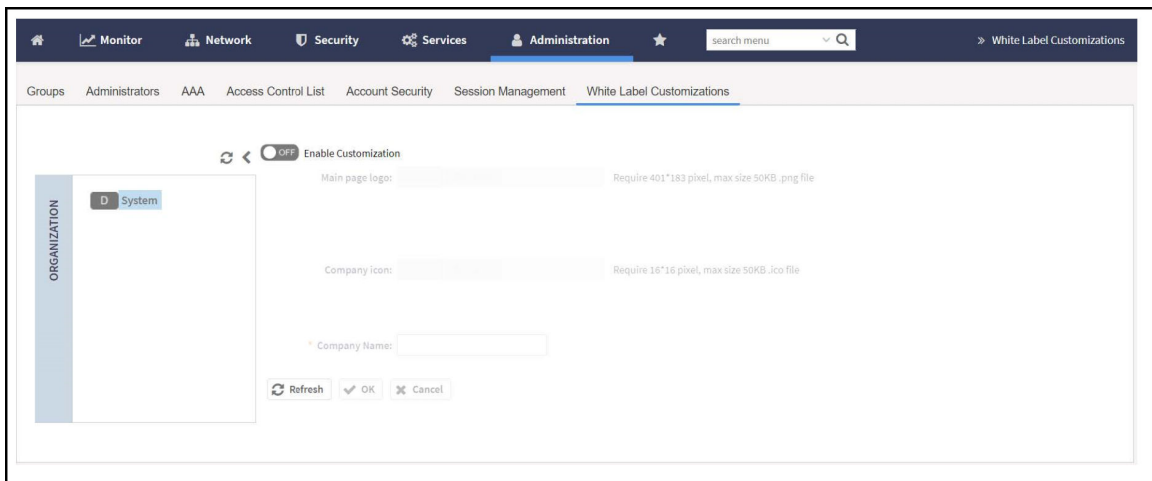 Monitor Network Security Services Administration search menu » White Label Customizations
Groups Administrators AAA Access Control List Account Security Session Management White Label Customizations
OFF Enable Customization
Main page logo: Require 401*183 pixel, max size 50KB .png file
ORGANIZATION
D System
Company icon: Require 16*16 pixel, max size 50KB .ico file
* Company Name:
Refresh OK Cancel